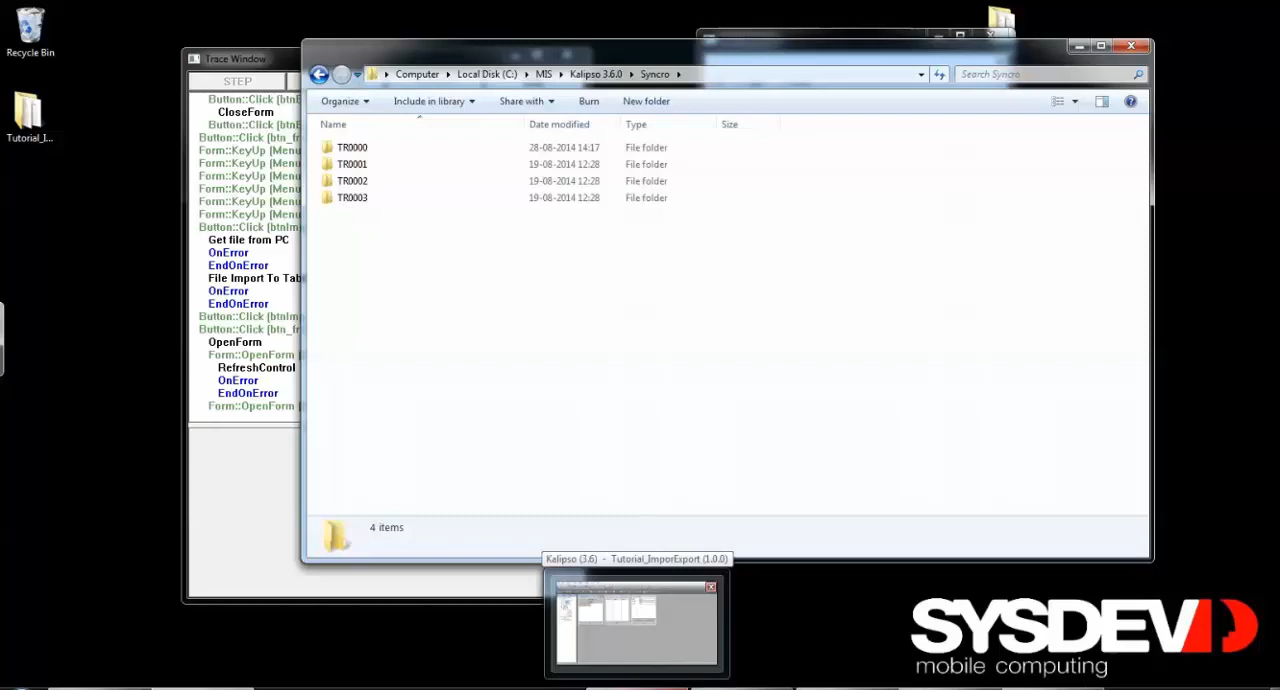 Recycle Bin
Tutorial_I...
Trace Window
STEP
Button::Click (btnE
CloseForm
Button::Click (btnE
Button::Click (btn_fr
Form::KeyUp (Menu
Form::KeyUp (Menu
Form::KeyUp (Menu
Form::KeyUp (Menu
Form::KeyUp (Menu
Form::KeyUp (Menu
Button::Click (btnIm
Get file from PC
OnError
EndOnError
File Import To Tab
OnError
EndOnError
Button::Click (btnIm
Button::Click (btn_fr
OpenForm
Form::OpenForm
RefreshControl
OnError
EndOnError
Form::OpenForm
Computer
Local Disk (C:)
MIS
Kalipso 3.6.0
Syncro
Search Syncro
Organize
Include in library
Share with
Burn
New folder
Name
Date modified
Type
Size
TR0000 28-08-2014 14:17 File folder
TR0001 19-08-2014 12:28 File folder
TR0002 19-08-2014 12:28 File folder
TR0003 19-08-2014 12:28 File folder
4 items
Kalipso (3.6) - Tutorial_ImporExport (1.0.0)
SYSDEV
mobile computing